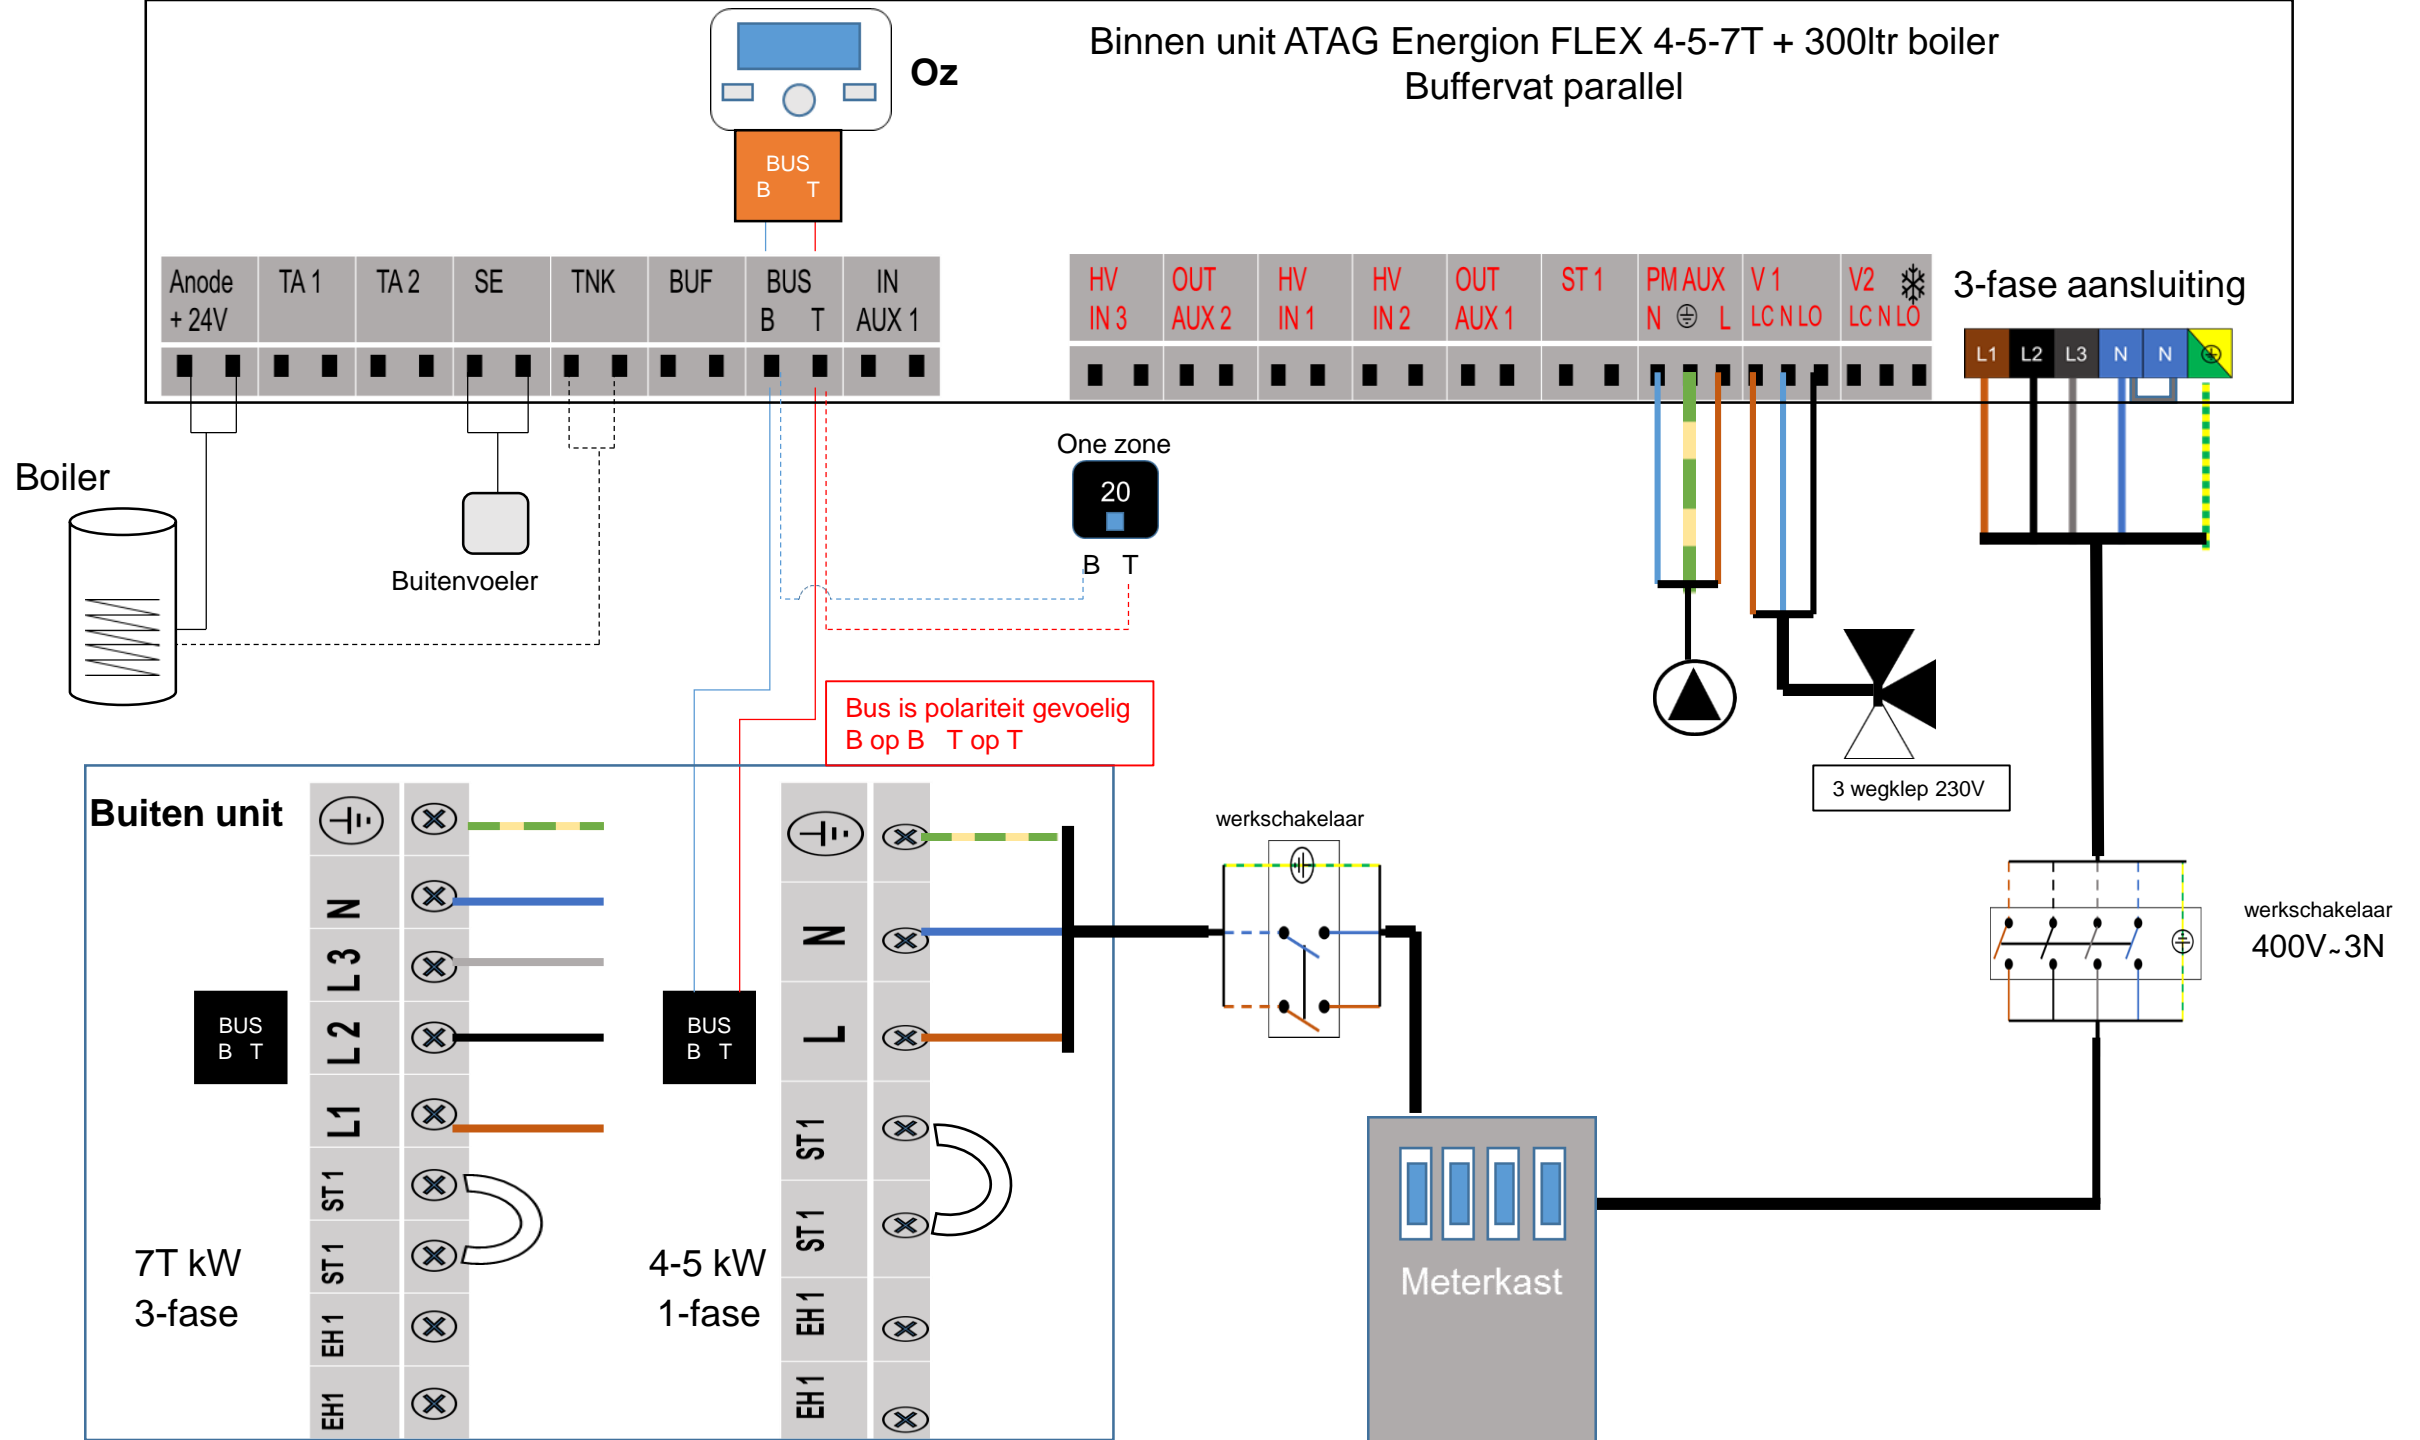 Binnen unit ATAG Energion FLEX 4-5-7T + 300ltr boiler
Buffervat parallel
Oz
BUS
B T
Anode
+ 24V
TA 1
TA 2
SE
TNK
BUF
BUS
B T
IN
AUX 1
HV
IN 3
OUT
AUX 2
HV
IN 1
HV
IN 2
OUT
AUX 1
ST 1
PM AUX
N L
V 1
LC N LO
V2
LC N LO
3-fase aansluiting
L1 L2 L3 N N
Boiler
Buitenvoeler
One zone
20
B T
Bus is polariteit gevoelig
B op B T op T
3 wegklep 230V
Buiten unit
N
L 3
L 2
L1
ST 1
ST 1
EH 1
EH1
BUS
B T
7T kW
3-fase
N
L
ST 1
ST 1
EH 1
EH 1
BUS
B T
4-5 kW
1-fase
werkschakelaar
Meterkast
werkschakelaar
400V~3N